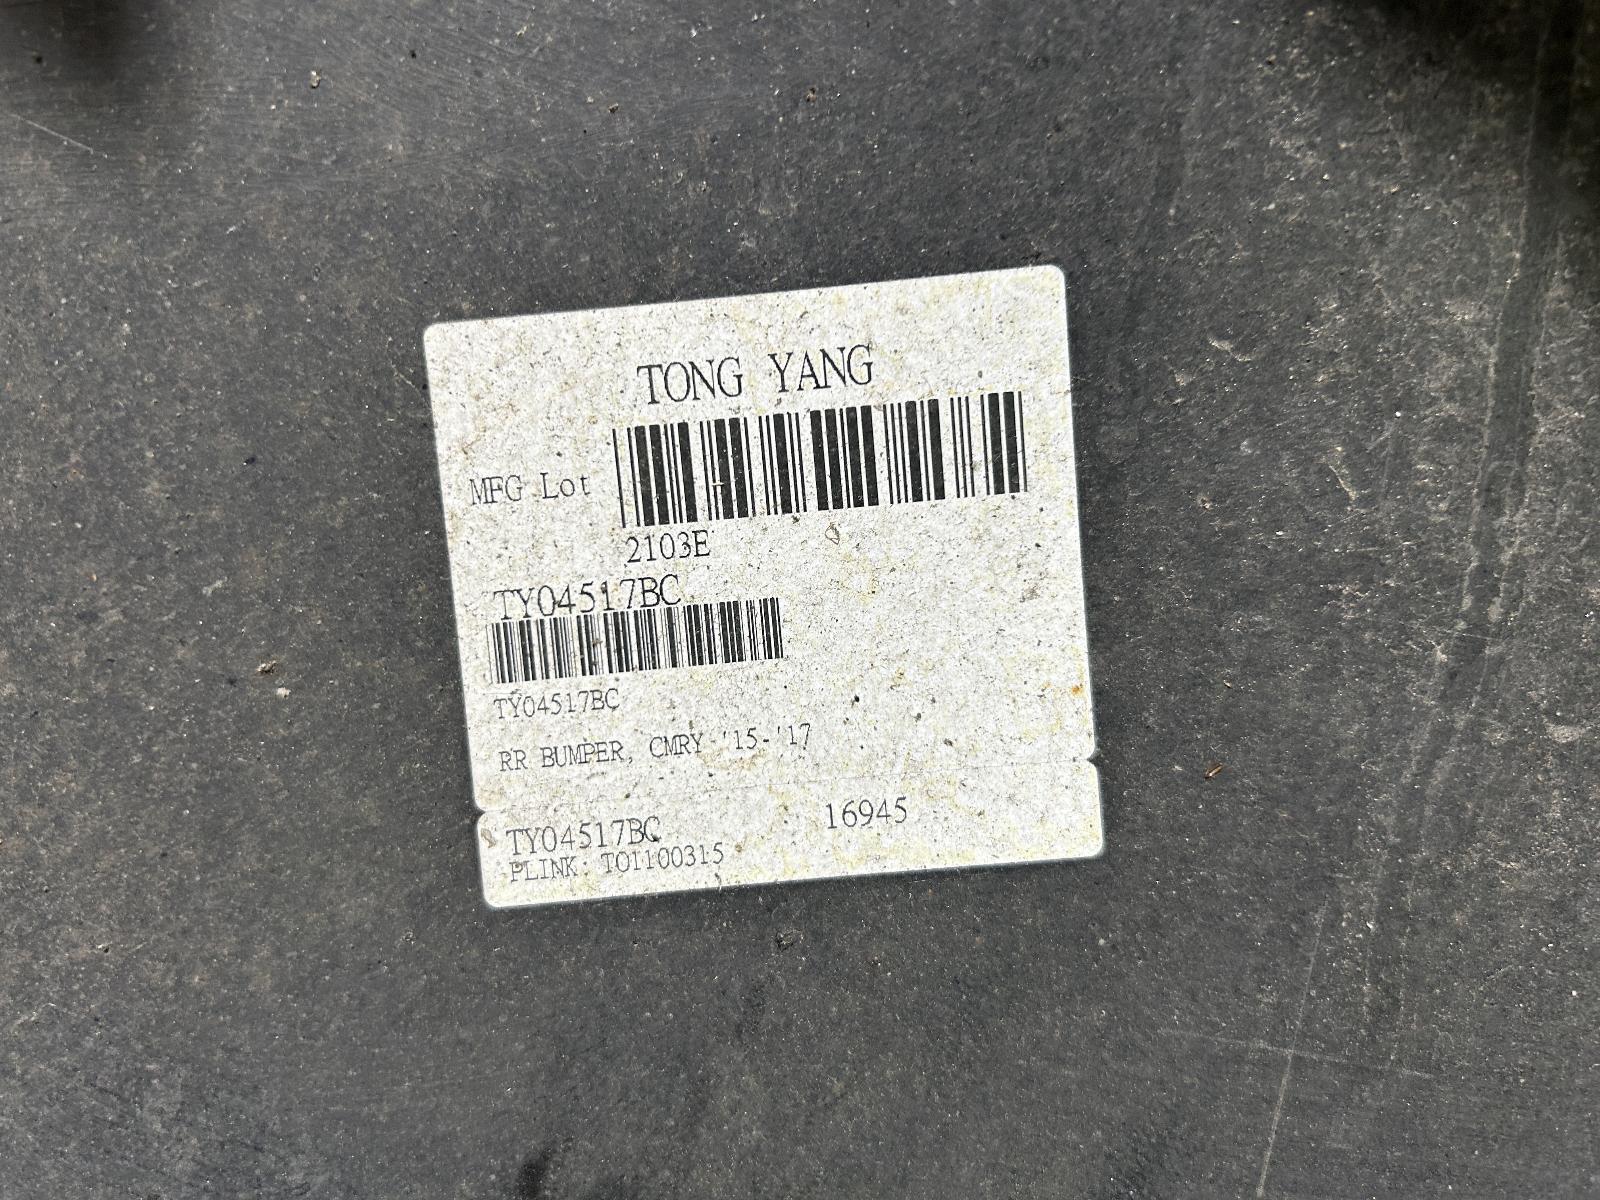 TONG YANG
MFG Lot
2103E
TY04517BC
TY04517BC
RR BUMPER, CMRY '15-'17
TY04517BC 16945
PLINK: TO1100315